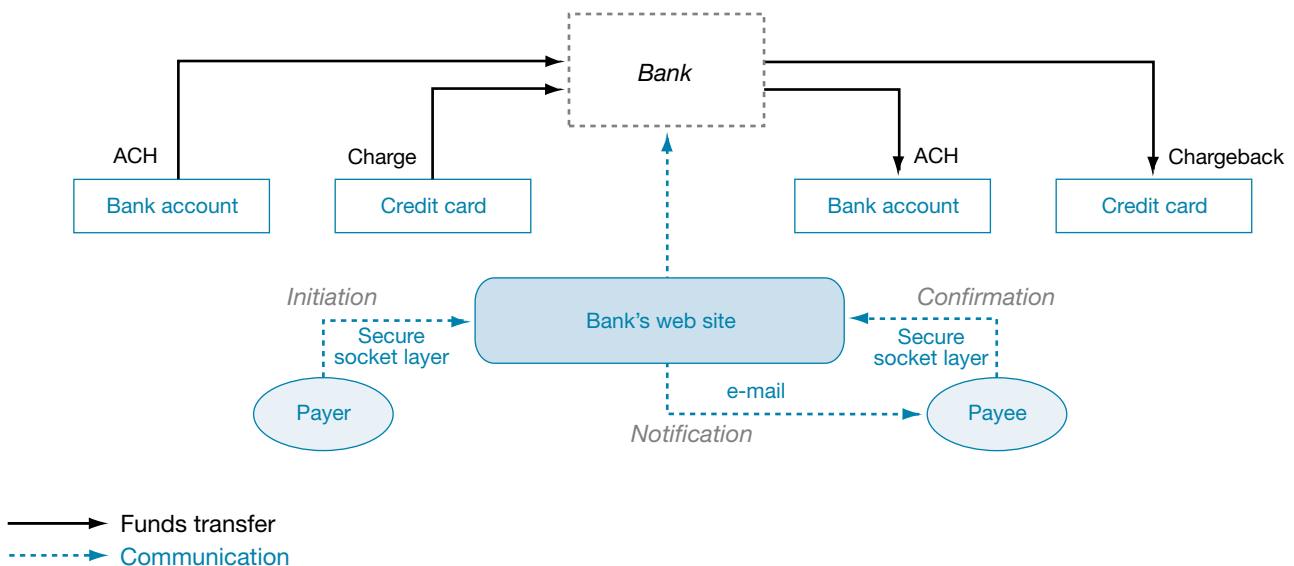 Bank
ACH
Charge
ACH
Chargeback
Bank account
Credit card
Bank account
Credit card
Initiation
Confirmation
Bank’s web site
Secure
socket layer
Secure
socket layer
e-mail
Payer
Payee
Notification
Funds transfer
Communication